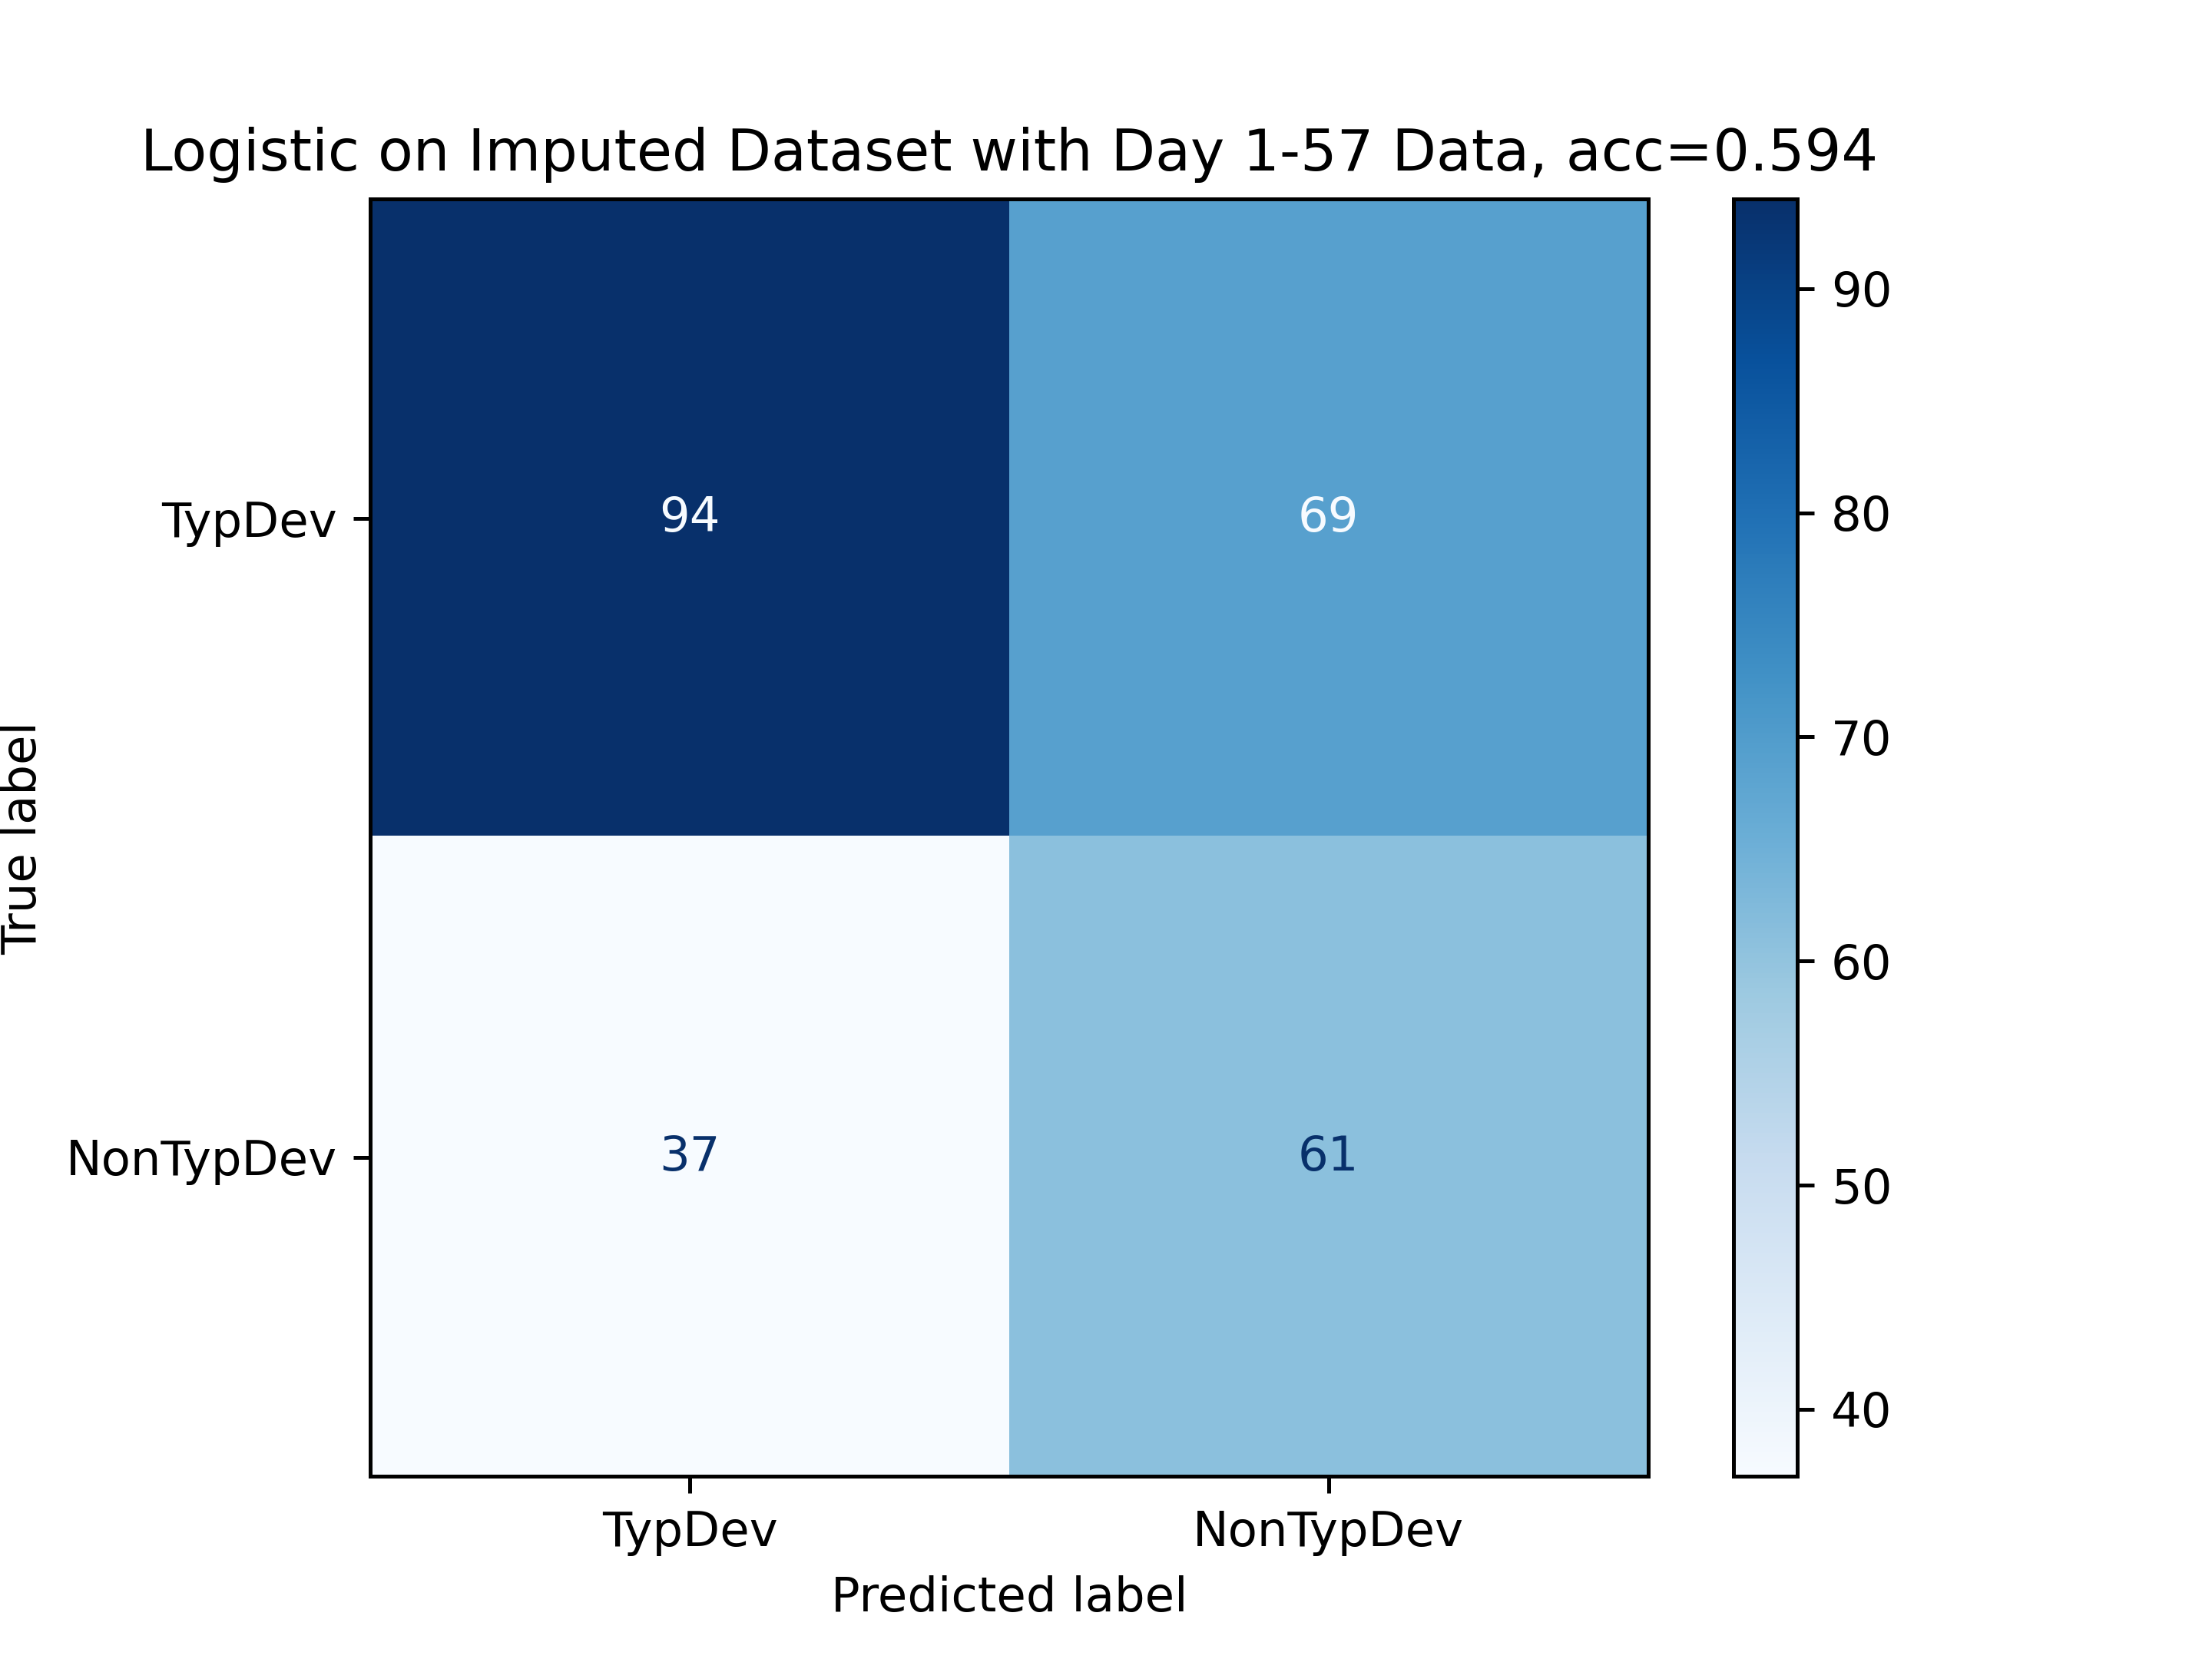 Logistic on Imputed Dataset with Day 1-57 Data, acc=0.594
TypDev
NonTypDev
True label
94
69
37
61
TypDev
NonTypDev
Predicted label
90
80
70
60
50
40